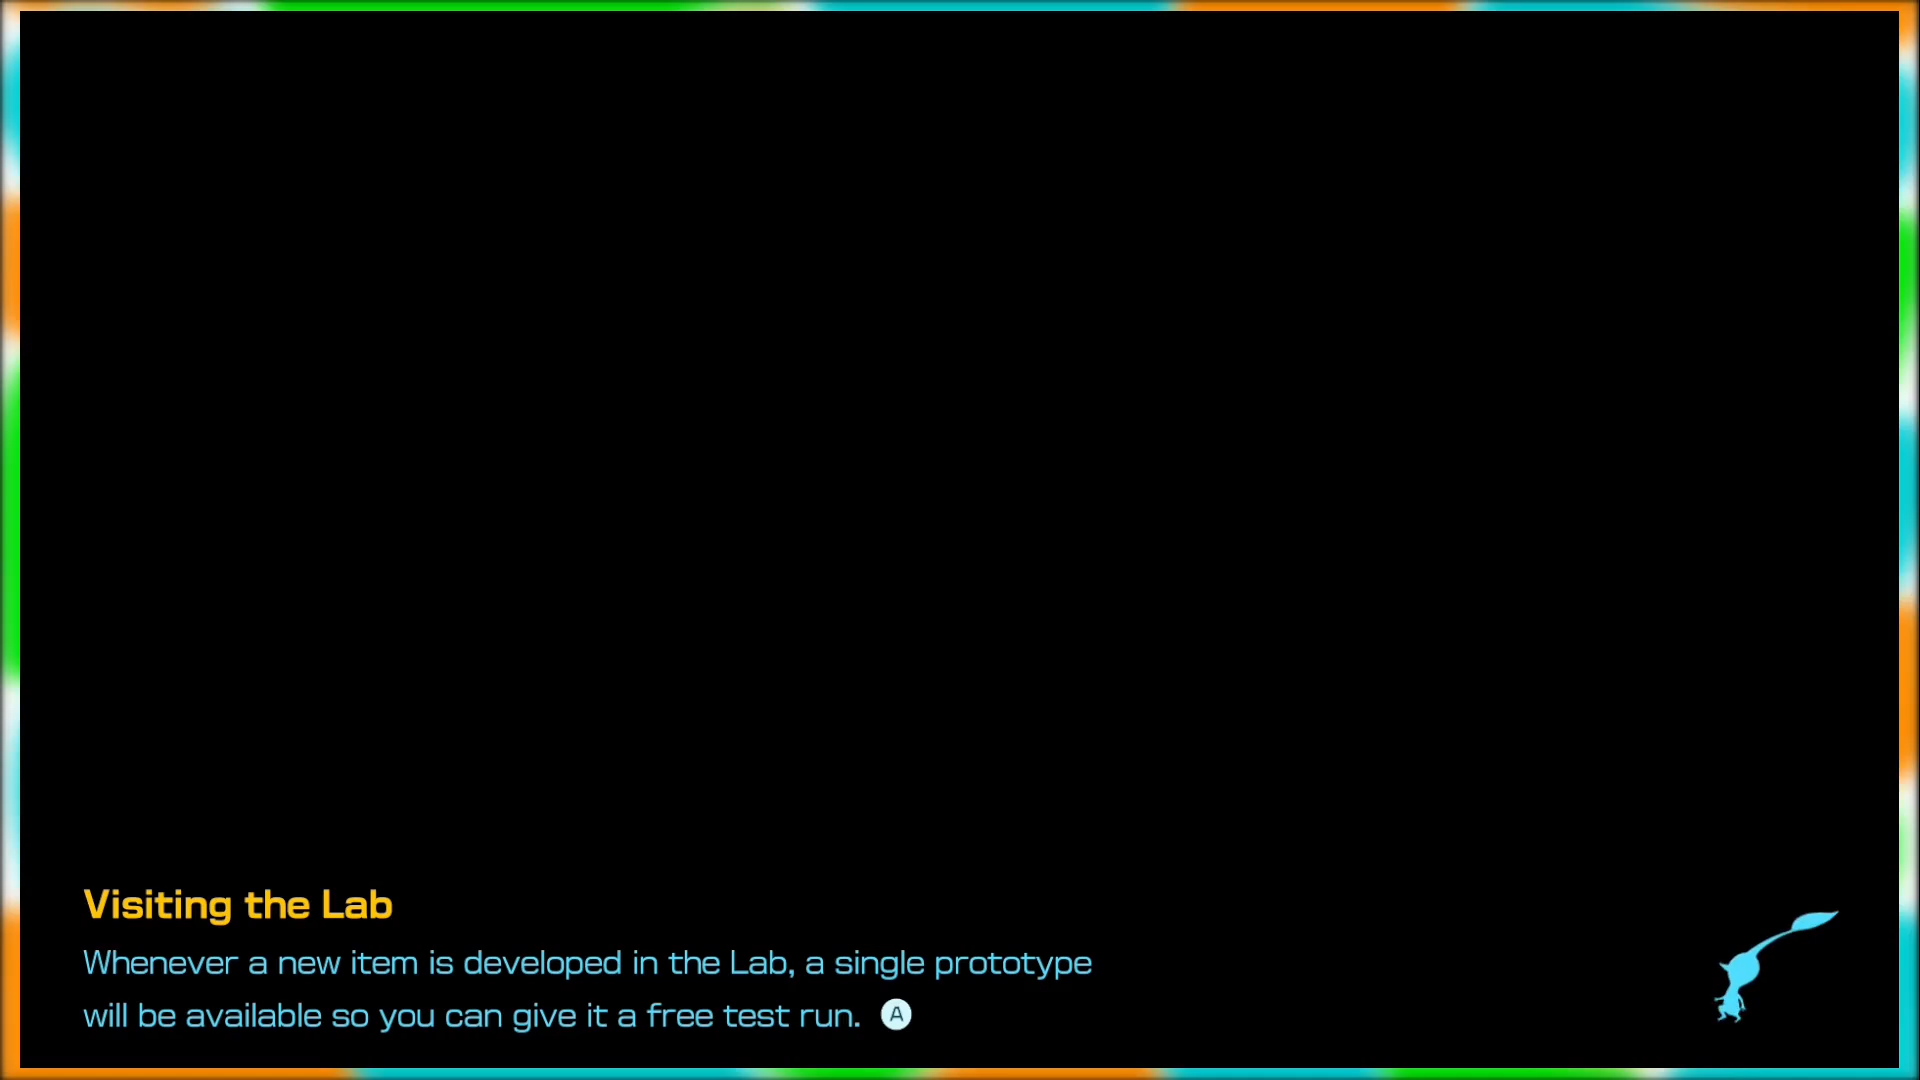 Visiting the Lab
Whenever a new item is developed in the Lab, a single prototype
will be available so you can give it a free test run. A